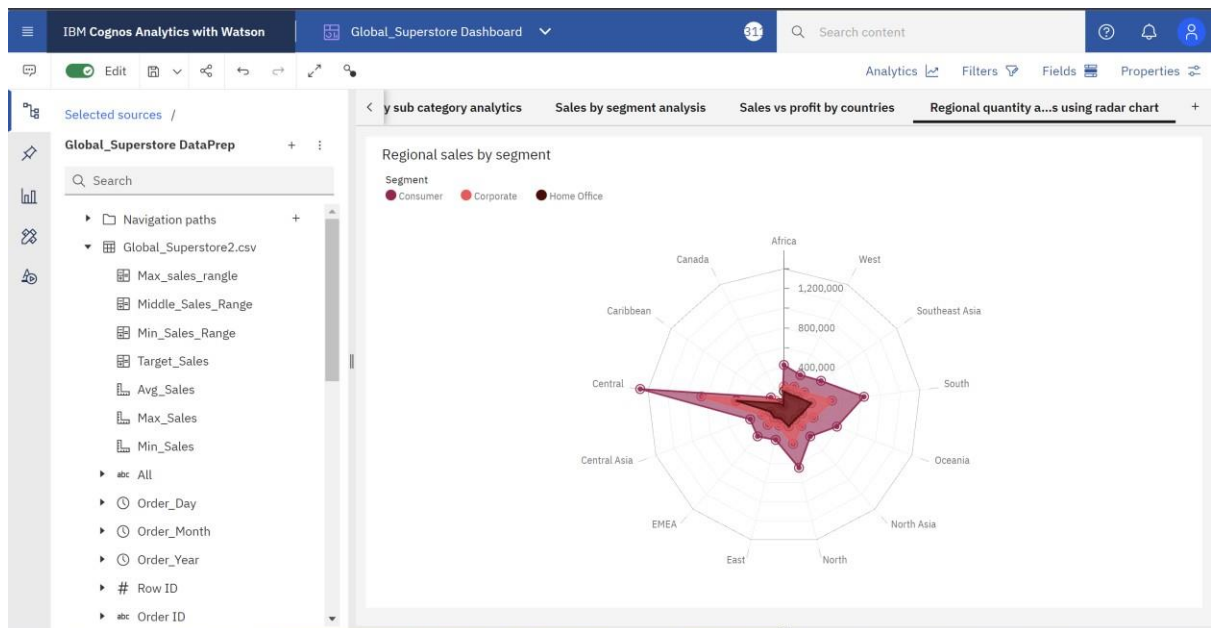 IBM Cognos Analytics with Watson
Global_Superstore Dashboard
Search content
Edit
Analytics
Filters
Fields
Properties
Selected sources /
Global_Superstore DataPrep
Search
Navigation paths
Global_Superstore2.csv
Max_sales_rangle
Middle_Sales_Range
Min_Sales_Range
Target_Sales
Avg_Sales
Max_Sales
Min_Sales
abc All
Order_Day
Order_Month
Order_Year
# Row ID
abc Order ID
y sub category analytics
Sales by segment analysis
Sales vs profit by countries
Regional quantity a...s using radar chart
Regional sales by segment
Segment
Consumer Corporate Home Office
Africa
Canada
West
1,200,000
Caribbean
Southeast Asia
800,000
400,000
Central
South
Central Asia
Oceania
EMEA
North Asia
East
North